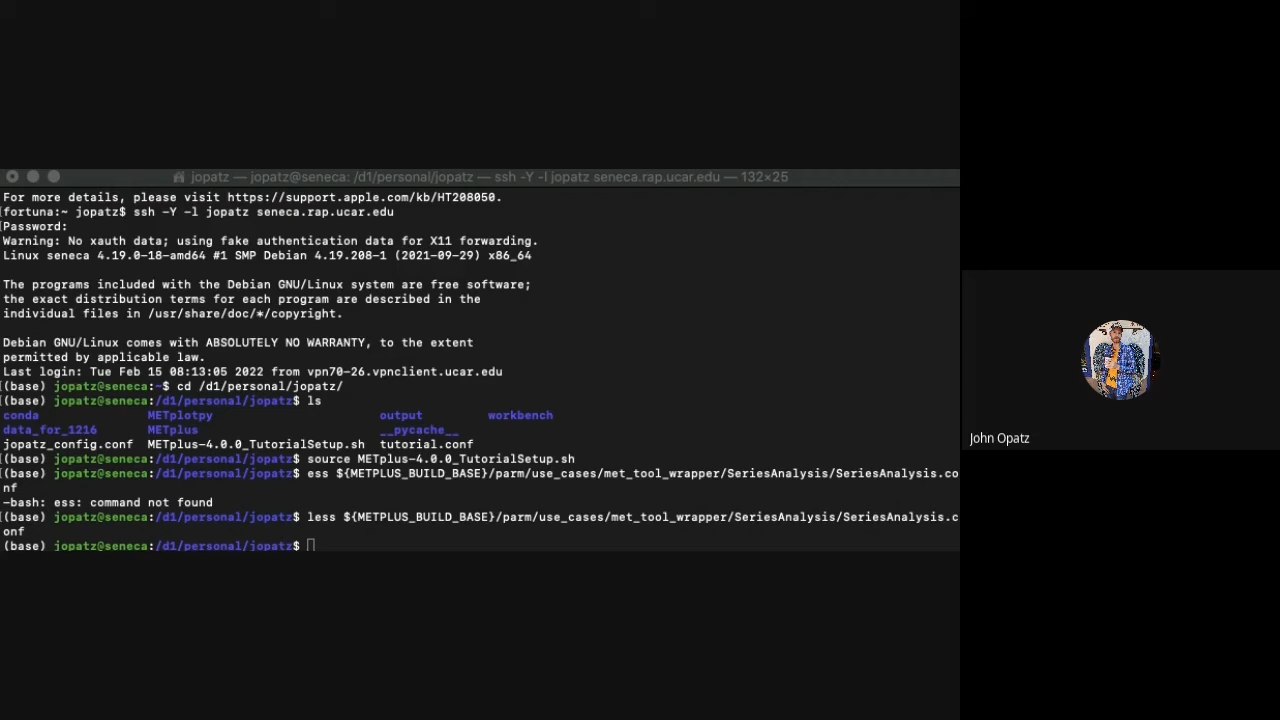 jopatz — jopatz@seneca: /d1/personal/jopatz — ssh -Y -l jopatz seneca.rap.ucar.edu — 132×25
For more details, please visit https://support.apple.com/kb/HT208050.
[fortuna:~ jopatz$ ssh -Y -l jopatz seneca.rap.ucar.edu
[Password:
Warning: No xauth data; using fake authentication data for X11 forwarding.
Linux seneca 4.19.0-18-amd64 #1 SMP Debian 4.19.208-1 (2021-09-29) x86_64
The programs included with the Debian GNU/Linux system are free software;
the exact distribution terms for each program are described in the
individual files in /usr/share/doc/*/copyright.
Debian GNU/Linux comes with ABSOLUTELY NO WARRANTY, to the extent
permitted by applicable law.
Last login: Tue Feb 15 08:13:05 2022 from vpn70-26.vpnclient.ucar.edu
[(base) jopatz@seneca:~$ cd /d1/personal/jopatz/
[(base) jopatz@seneca:/d1/personal/jopatz$ ls
conda METplotpy output workbench
data_for_1216 METplus __pycache__
jopatz_config.conf METplus-4.0.0_TutorialSetup.sh tutorial.conf
[(base) jopatz@seneca:/d1/personal/jopatz$ source METplus-4.0.0_TutorialSetup.sh
[(base) jopatz@seneca:/d1/personal/jopatz$ ess ${METPLUS_BUILD_BASE}/parm/use_cases/met_tool_wrapper/SeriesAnalysis/SeriesAnalysis.co
nf
-bash: ess: command not found
[(base) jopatz@seneca:/d1/personal/jopatz$ less ${METPLUS_BUILD_BASE}/parm/use_cases/met_tool_wrapper/SeriesAnalysis/SeriesAnalysis.c
onf
(base) jopatz@seneca:/d1/personal/jopatz$
John Opatz